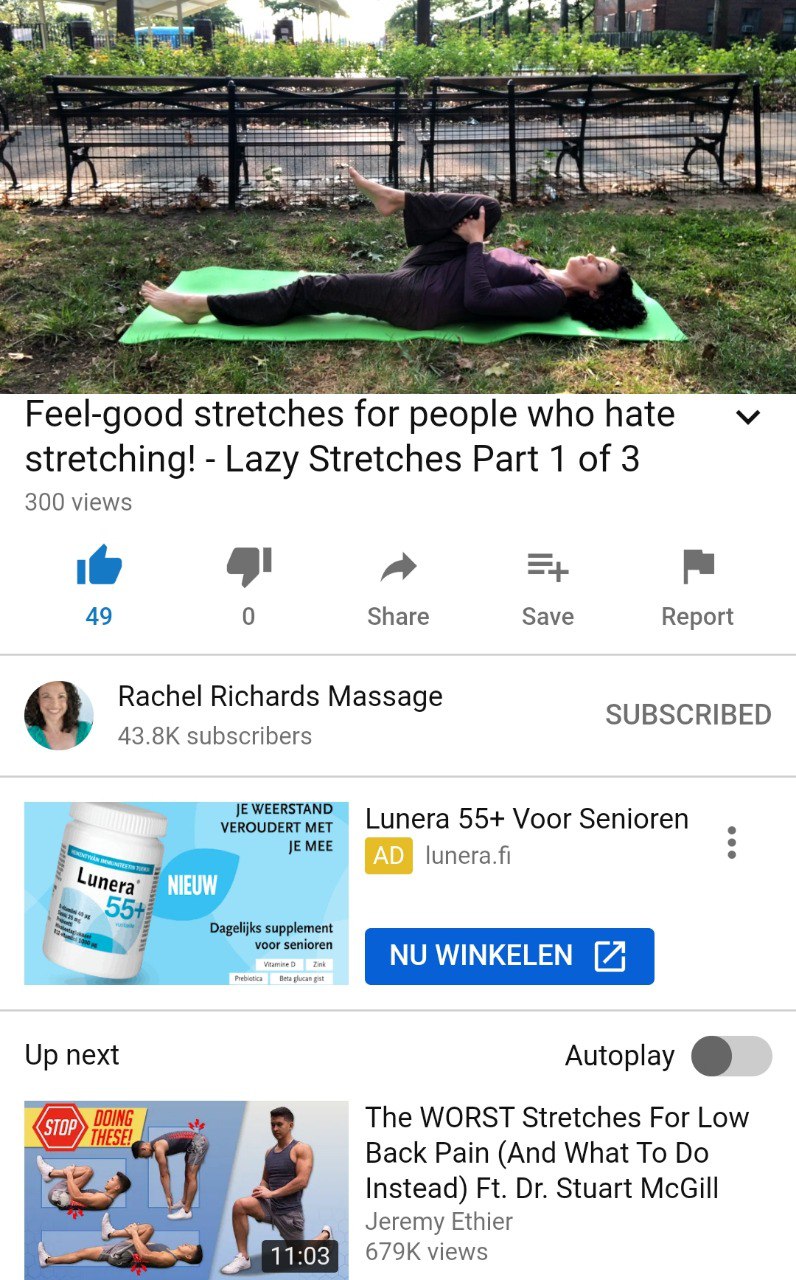 Feel-good stretches for people who hate
stretching! - Lazy Stretches Part 1 of 3
300 views
49
0
Share
Save
Report
Rachel Richards Massage
43.8K subscribers
SUBSCRIBED
JE WEERSTAND
VEROUDERT MET
JE MEE
Lunera
55+
NIEUW
Dagelijks supplement
voor senioren
Vitamine D
Zink
Prebiotica
Beta glucan gist
Lunera 55+ Voor Senioren
AD
lunera.fi
NU WINKELEN
Up next
Autoplay
STOP
DOING
THESE!
11:03
The WORST Stretches For Low
Back Pain (And What To Do
Instead) Ft. Dr. Stuart McGill
Jeremy Ethier
679K views